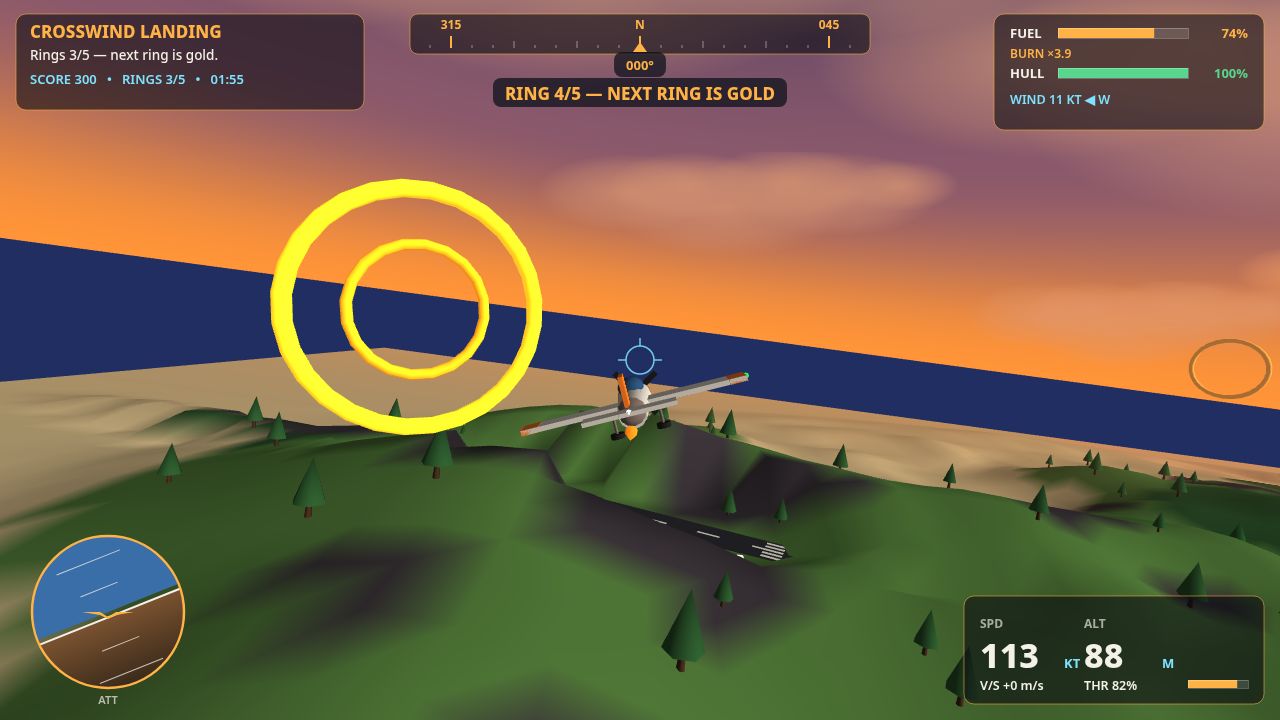 CROSSWIND LANDING
Rings 3/5 — next ring is gold.
SCORE 300 • RINGS 3/5 • 01:55
315 N 045
000°
RING 4/5 — NEXT RING IS GOLD
FUEL 74%
BURN ×3.9
HULL 100%
WIND 11 KT ◀ W
ATT
SPD ALT
113 KT 88 M
V/S +0 m/s THR 82%